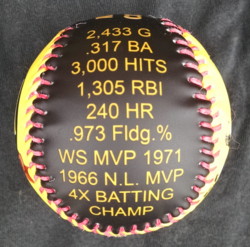 2,433 G
.317 BA
3,000 HITS
1,305 RBI
240 HR
.973 Fldg.%
WS MVP 1971
1966 N.L. MVP
4X BATTING
CHAMP